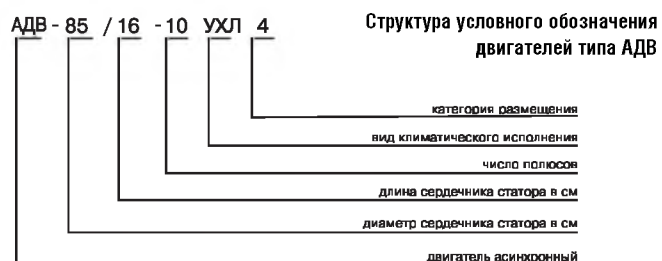 АДВ - 85 / 16 - 10 УХЛ 4
Структура условного обозначения
двигателей типа АДВ
категория размещения
вид климатического исполнения
число полюсов
длина сердечника статора в см
диаметр сердечника статора в см
двигатель асинхронный